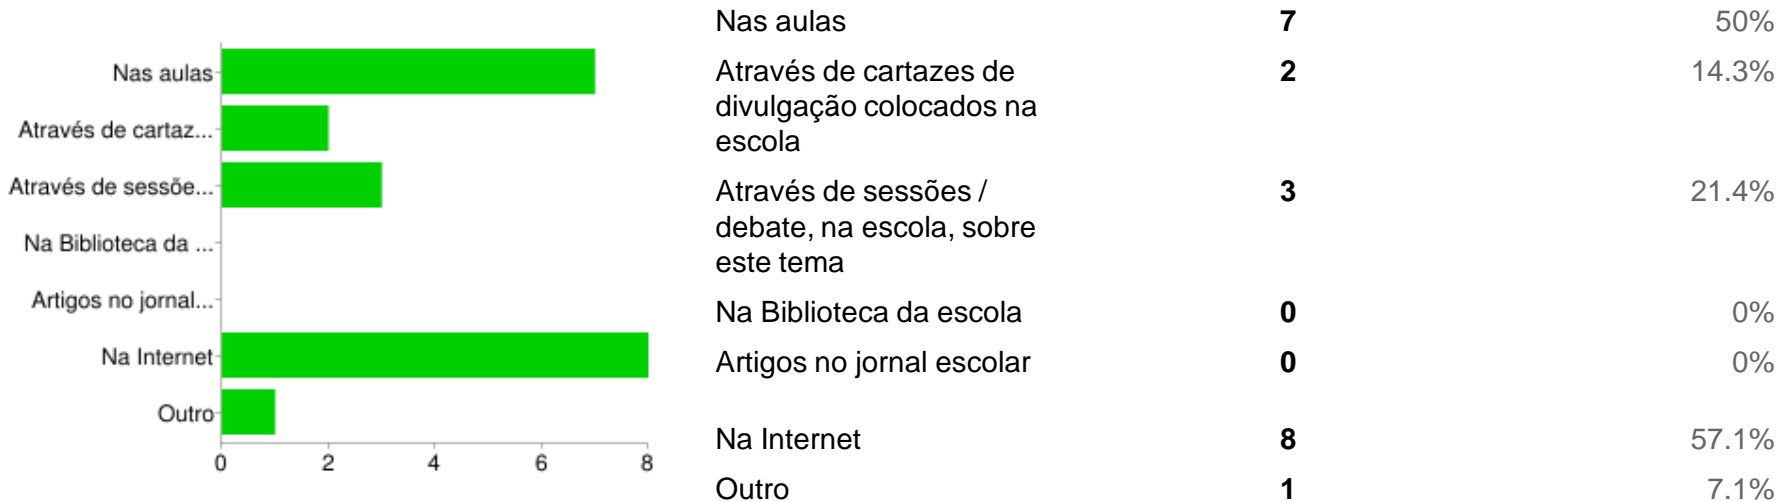 Nas aulas
Através de cartaz...
Através de sessõe...
Na Biblioteca da ...
Artigos no jornal...
Na Internet
Outro
0 2 4 6 8
Nas aulas 7 50%
Através de cartazes de 2 14.3%
divulgação colocados na
escola
Através de sessões / 3 21.4%
debate, na escola, sobre
este tema
Na Biblioteca da escola 0 0%
Artigos no jornal escolar 0 0%
Na Internet 8 57.1%
Outro 1 7.1%